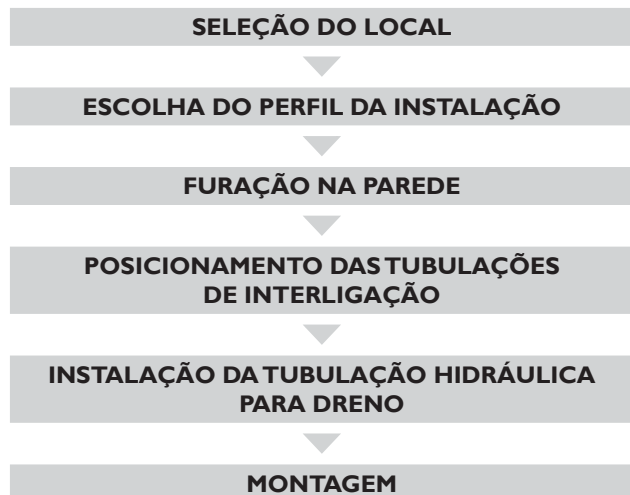 SELEÇÃO DO LOCAL
ESCOLHA DO PERFIL DA INSTALAÇÃO
FURAÇÃO NA PAREDE
POSICIONAMENTO DAS TUBULAÇÕES
DE INTERLIGAÇÃO
INSTALAÇÃO DA TUBULAÇÃO HIDRÁULICA
PARA DRENO
MONTAGEM